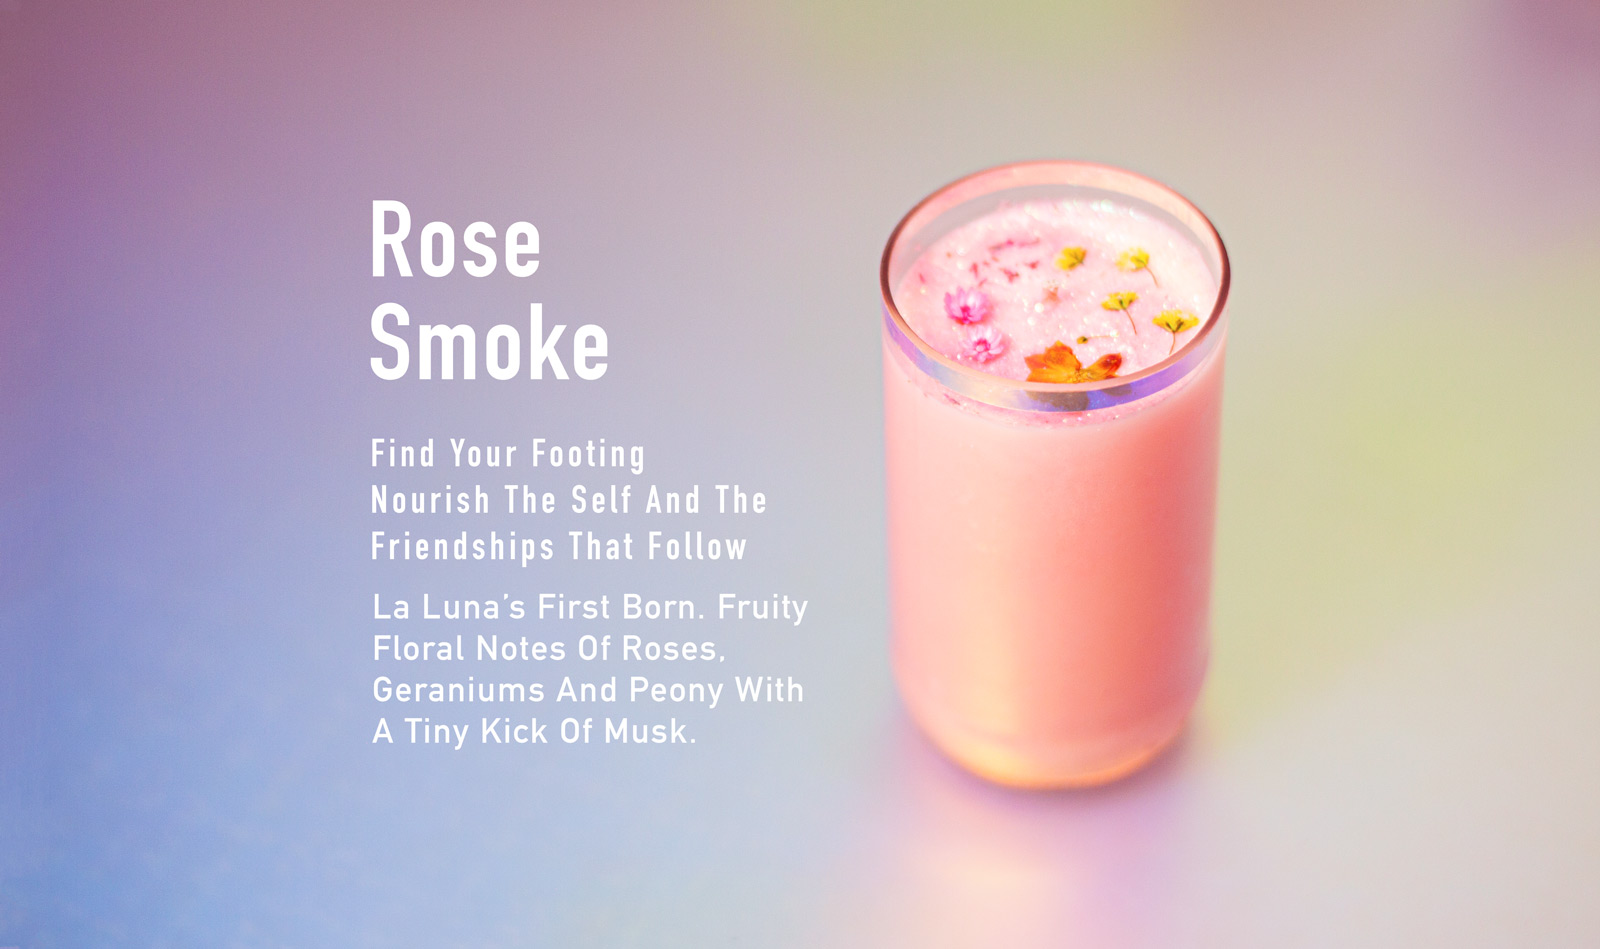 Rose
Smoke
Find Your Footing
Nourish The Self And The
Friendships That Follow
La Luna’s First Born. Fruity
Floral Notes Of Roses,
Geraniums And Peony With
A Tiny Kick Of Musk.